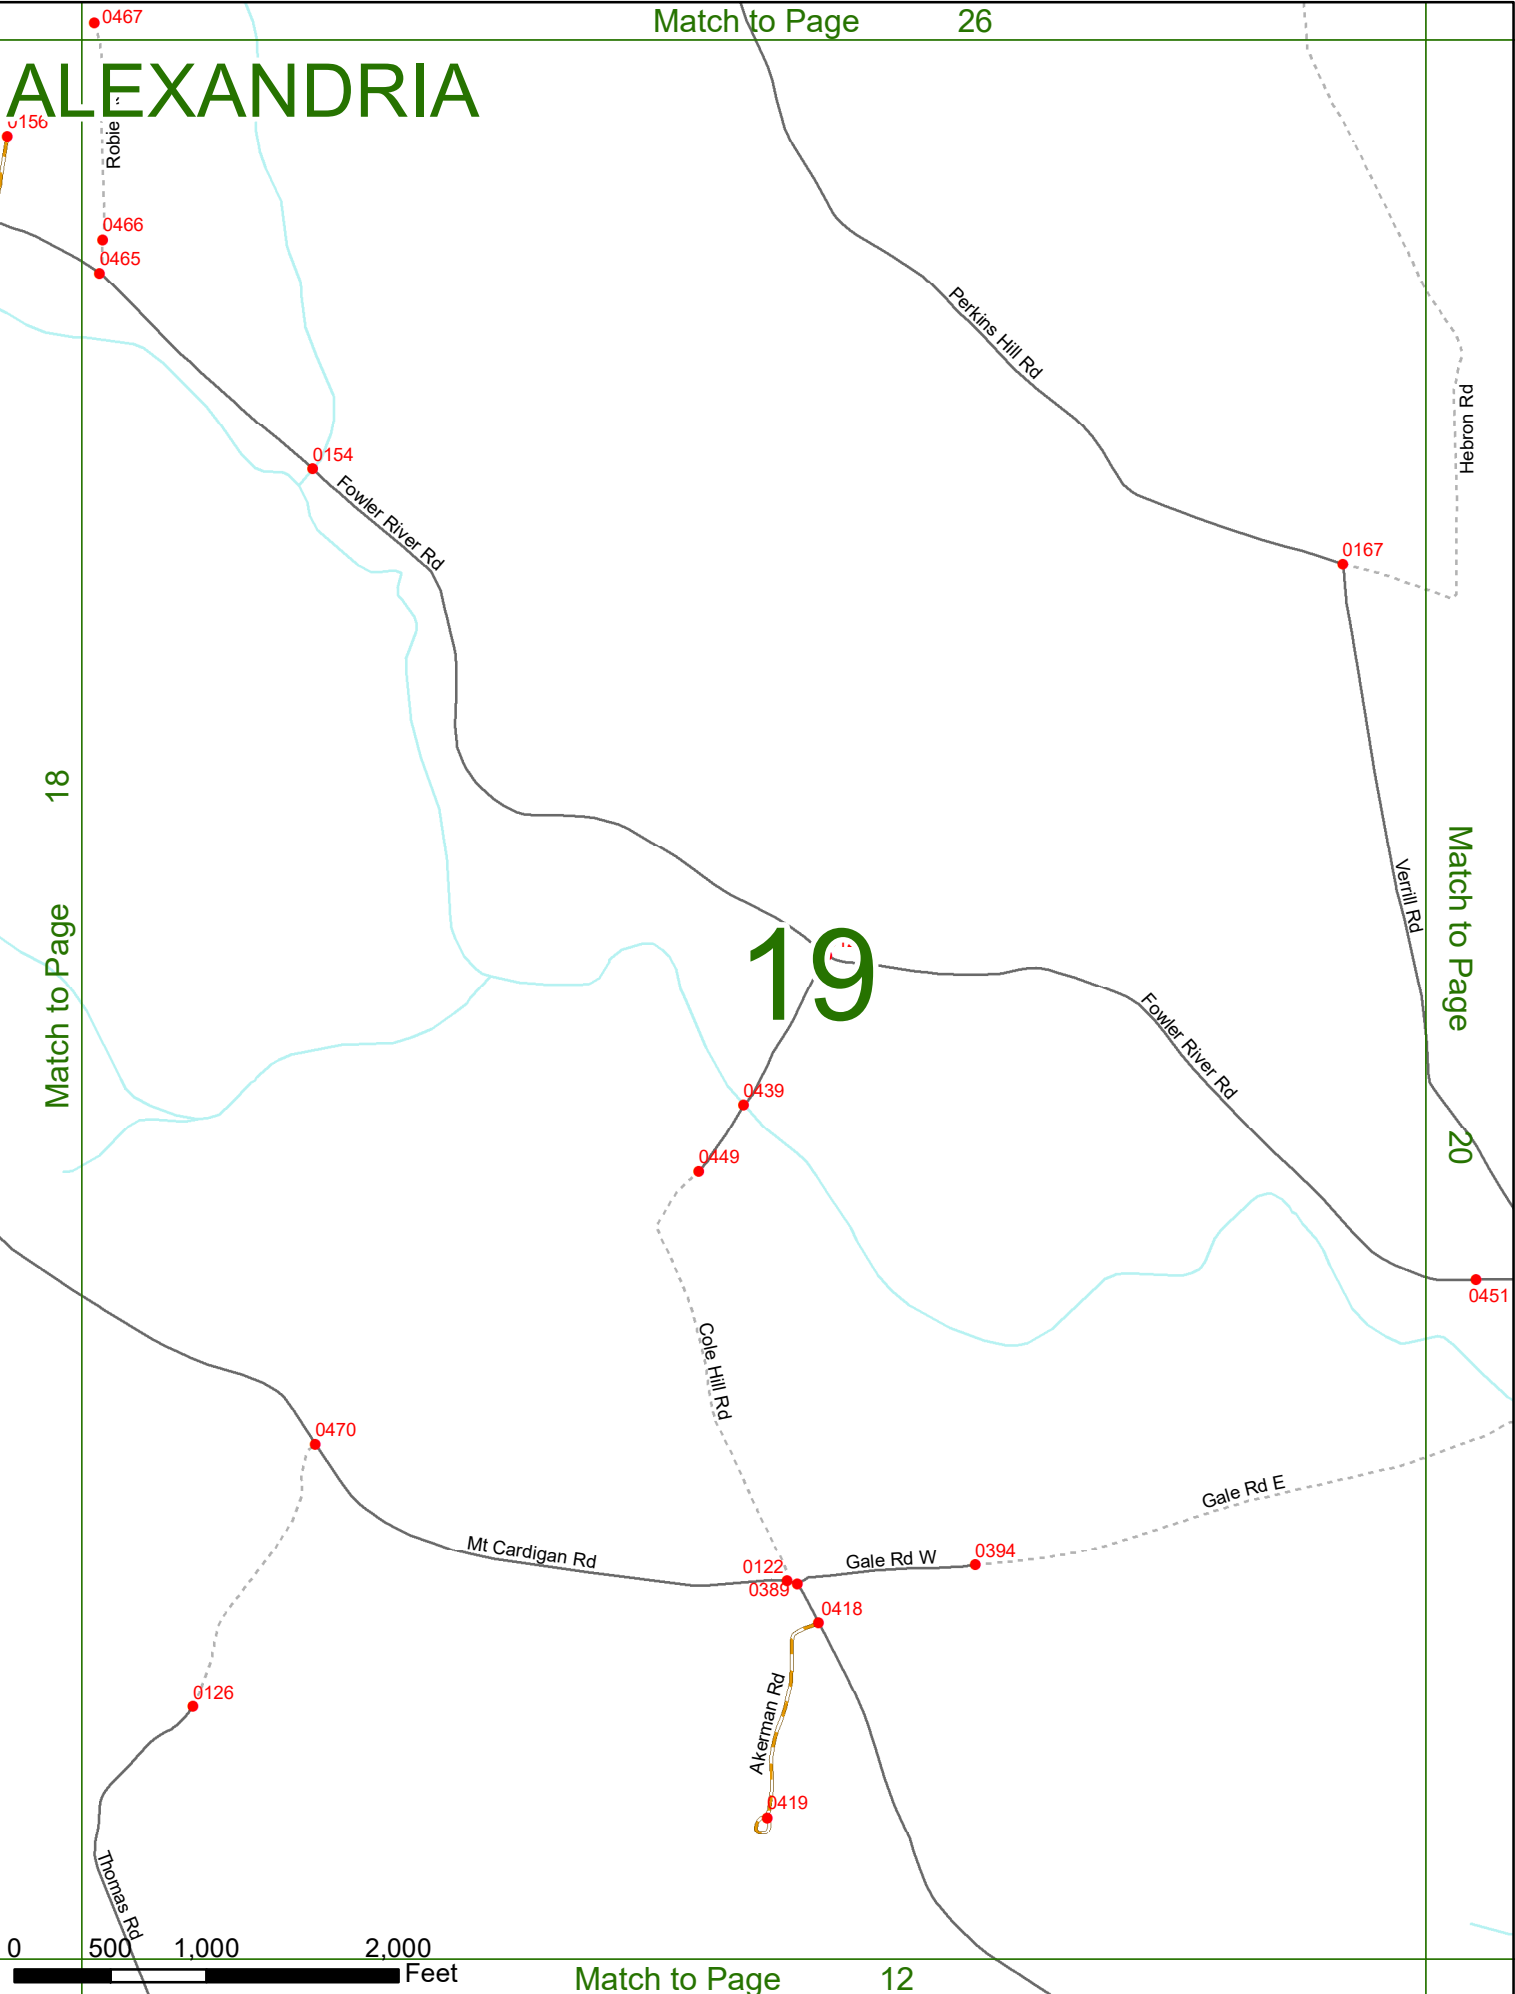 0467
Match to Page 26
ALEXANDRIA
0156
Robie
0466
0465
Perkins Hill Rd
Hebron Rd
0154
Fowler River Rd
0167
Match to Page 18
Match to Page 20
Verrill Rd
19
Fowler River Rd
0439
0449
0451
Cole Hill Rd
0470
Gale Rd E
Mt Cardigan Rd
0122
0389
Gale Rd W
0394
0418
Akerman Rd
0126
0419
Thomas Rd
0 500 1,000 2,000
Feet
Match to Page 12